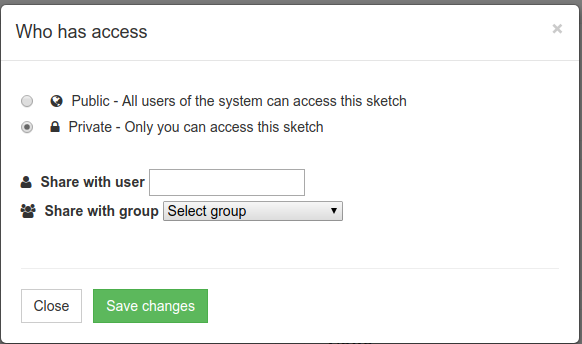 Who has access
×
Public - All users of the system can access this sketch
Private - Only you can access this sketch
Share with user
Share with group Select group
Close Save changes